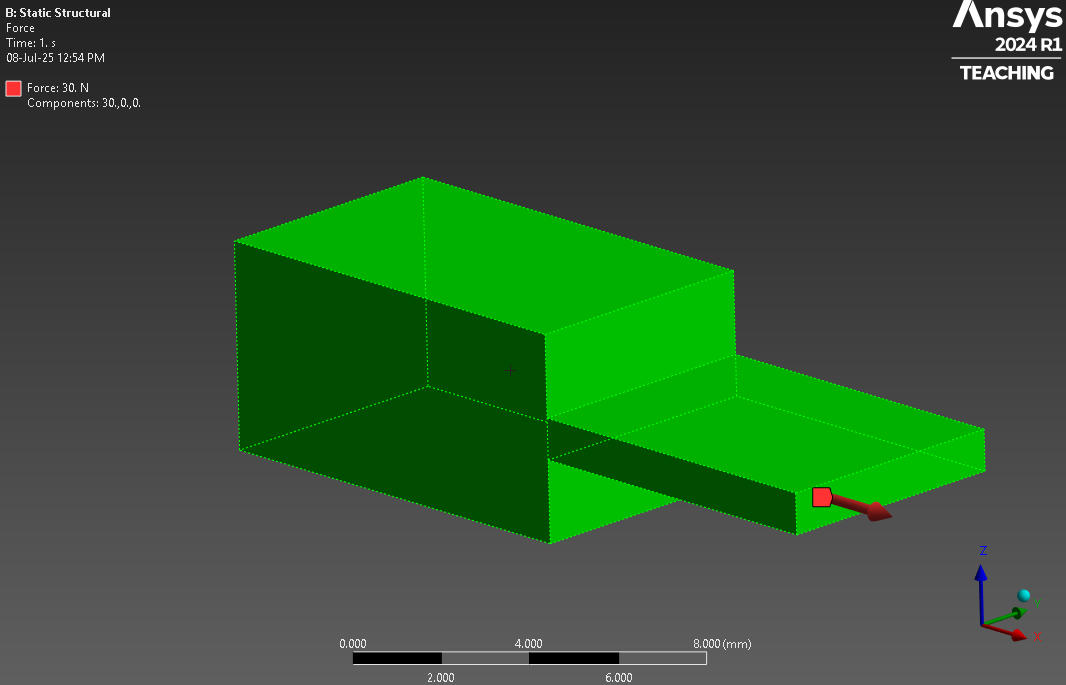 B: Static Structural
Force
Time: 1. s
08-Jul-25 12:54 PM
Force: 30. N
Components: 30.,0.,0.
Ansys
2024 R1
TEACHING
Z
Y
X
0.000 4.000 8.000 (mm)
2.000 6.000